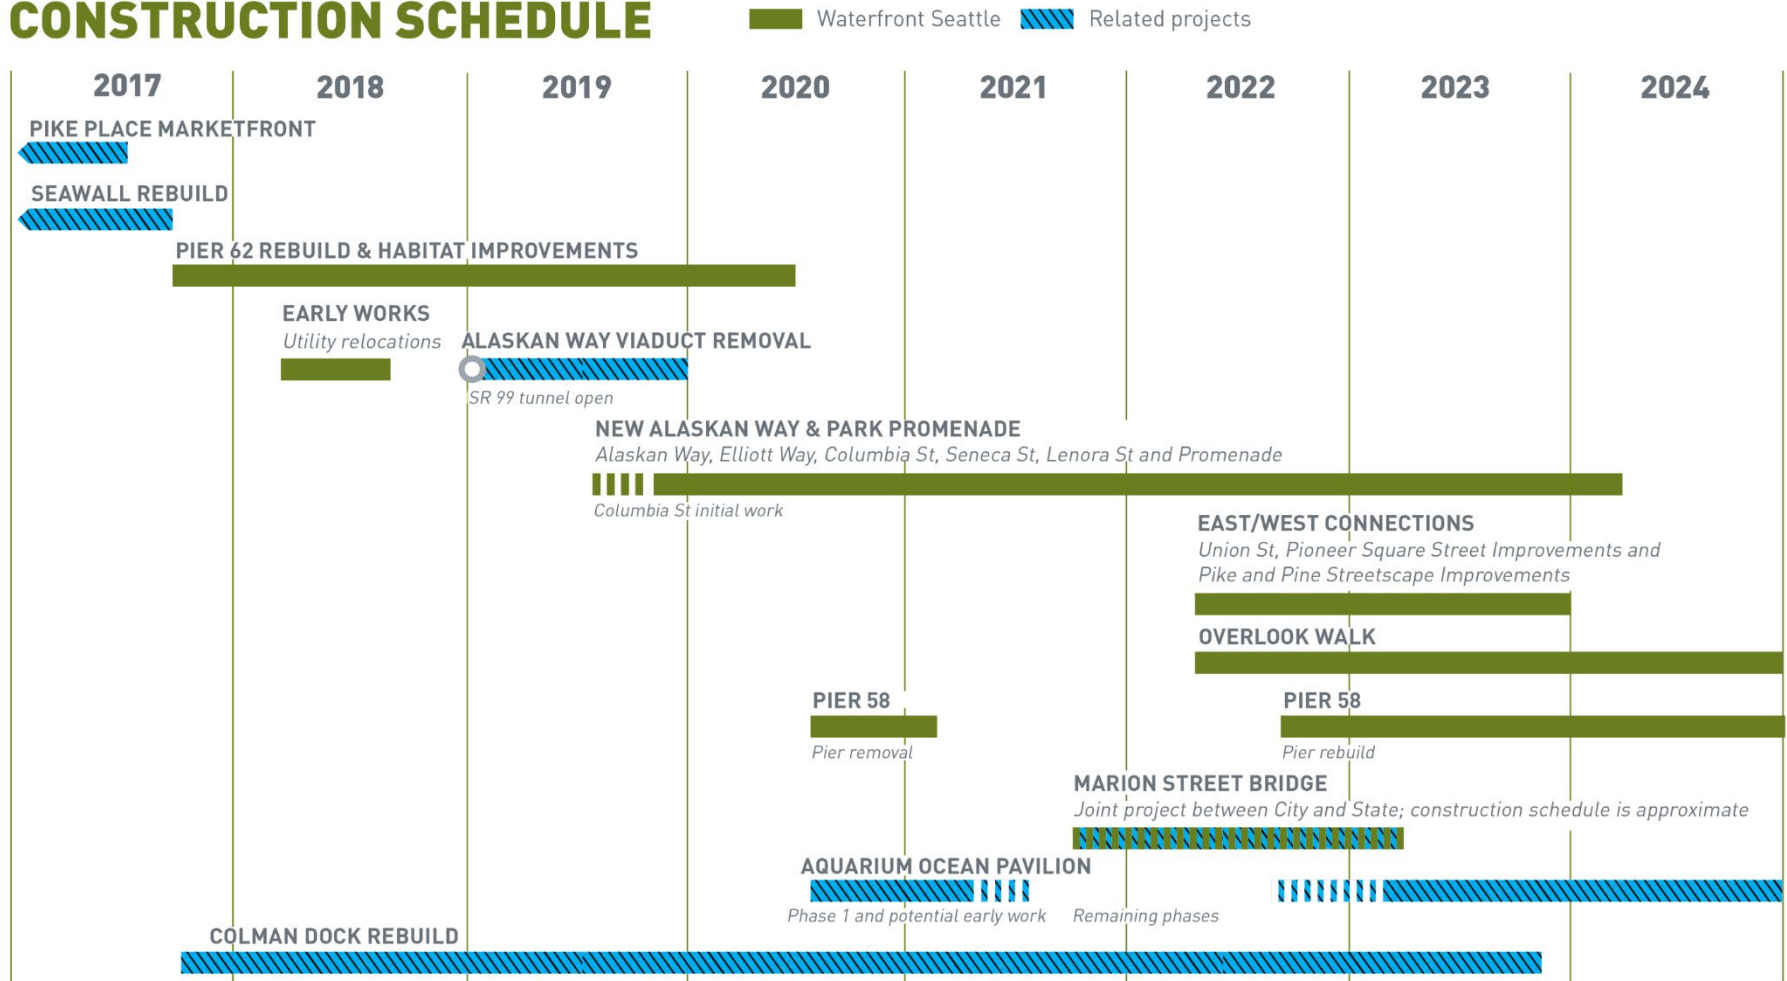 CONSTRUCTION SCHEDULE
Waterfront Seattle
Related projects
2017 2018 2019 2020 2021 2022 2023 2024
PIKE PLACE MARKETFRONT
SEAWALL REBUILD
PIER 62 REBUILD & HABITAT IMPROVEMENTS
EARLY WORKS
Utility relocations
ALASKAN WAY VIADUCT REMOVAL
SR 99 tunnel open
NEW ALASKAN WAY & PARK PROMENADE
Alaskan Way, Elliott Way, Columbia St, Seneca St, Lenora St and Promenade
Columbia St initial work
EAST/WEST CONNECTIONS
Union St, Pioneer Square Street Improvements and
Pike and Pine Streetscape Improvements
OVERLOOK WALK
PIER 58
Pier removal
PIER 58
Pier rebuild
MARION STREET BRIDGE
Joint project between City and State; construction schedule is approximate
AQUARIUM OCEAN PAVILION
Phase 1 and potential early work
Remaining phases
COLMAN DOCK REBUILD